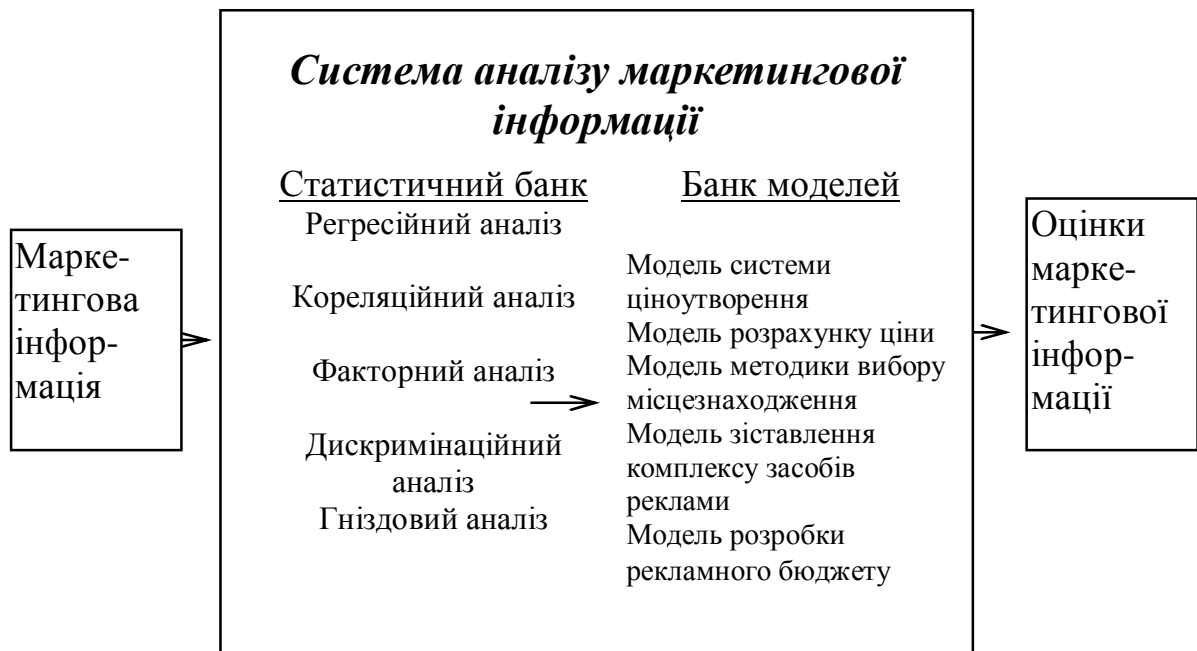 Система аналізу маркетингової
інформації
Марке-
тингова
інфор-
мація
Статистичний банк
Регресійний аналіз
Кореляційний аналіз
Факторний аналіз
Дискримінаційний
аналіз
Гніздовий аналіз
Банк моделей
Модель системи
ціноутворення
Модель розрахунку ціни
Модель методики вибору
місцезнаходження
Модель зіставлення
комплексу засобів
реклами
Модель розробки
рекламного бюджету
Оцінки
марке-
тингової
інфор-
мації